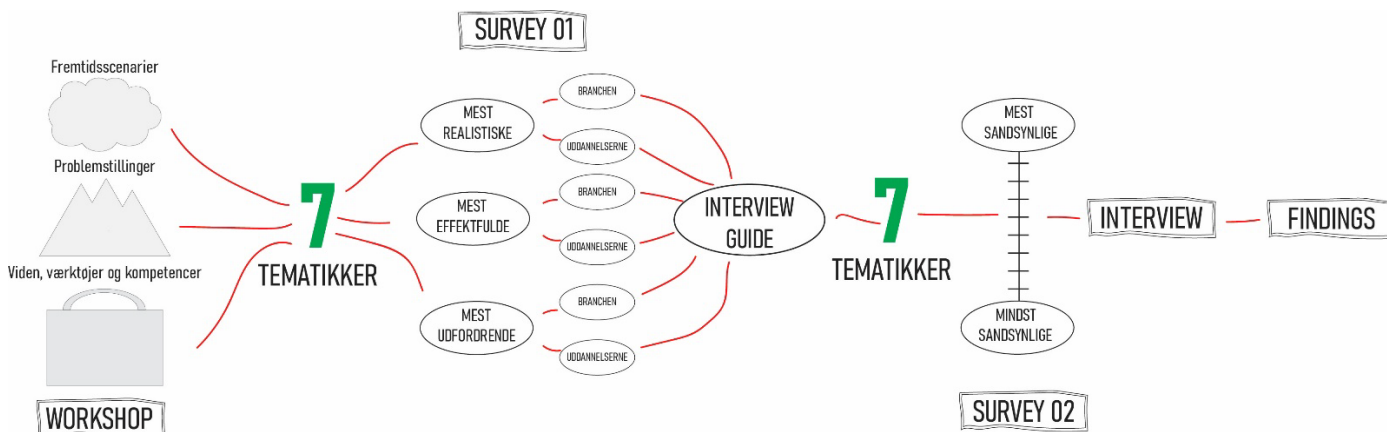 Fremtidsscenarier
Problemstillinger
Viden, værktøjer og kompetencer
WORKSHOP
7
TEMATIKKER
SURVEY 01
MEST
REALISTISKE
BRANCHEN
UDDANNELSERNE
MEST
EFFEKTFULDE
BRANCHEN
UDDANNELSERNE
MEST
UDFORDRENDE
BRANCHEN
UDDANNELSERNE
INTERVIEW
GUIDE
7
TEMATIKKER
MEST
SANDSYNLIGE
MINDST
SANDSYNLIGE
SURVEY 02
INTERVIEW
FINDINGS